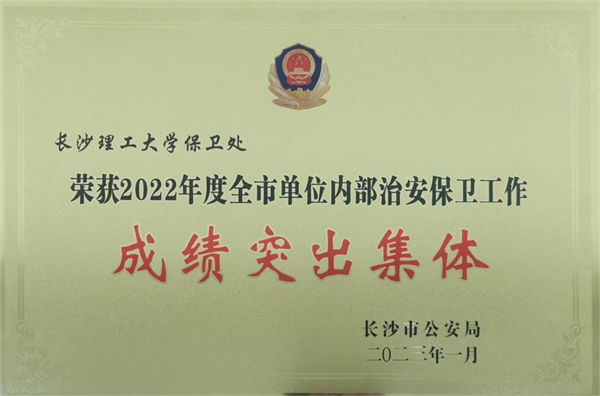 长沙理工大学保卫处
荣获2022年度全市单位内部治安保卫工作
成绩突出集体
长沙市公安局
二〇二三年一月